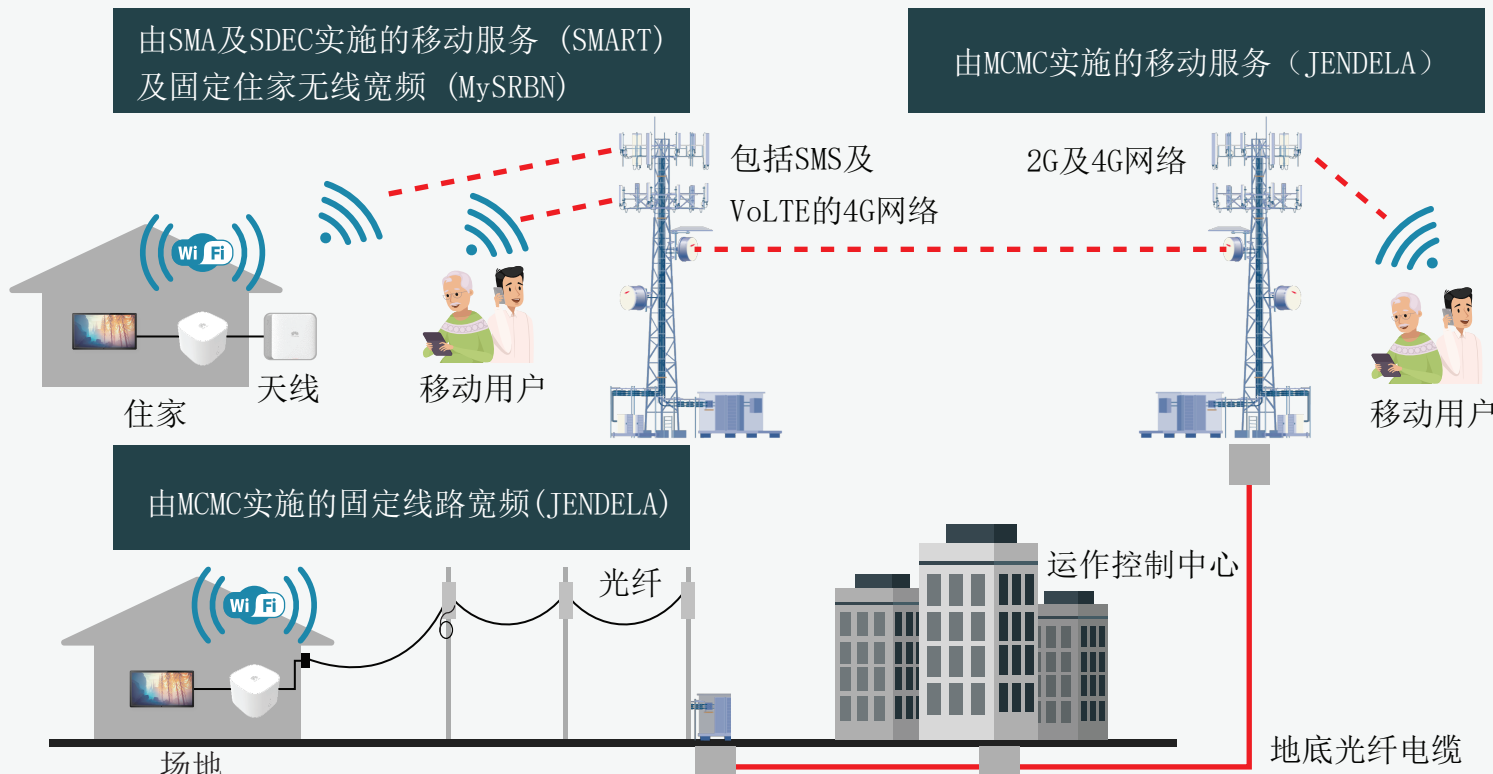 由SMA及SDEC实施的移动服务 (SMART)
及固定住家无线宽频 (MySRBN)
由MCMC实施的移动服务（JENDELA）
包括SMS及
VoLTE的4G网络
2G及4G网络
Wi Fi
天线
住家
移动用户
移动用户
由MCMC实施的固定线路宽频(JENDELA)
光纤
运作控制中心
Wi Fi
场地
地底光纤电缆